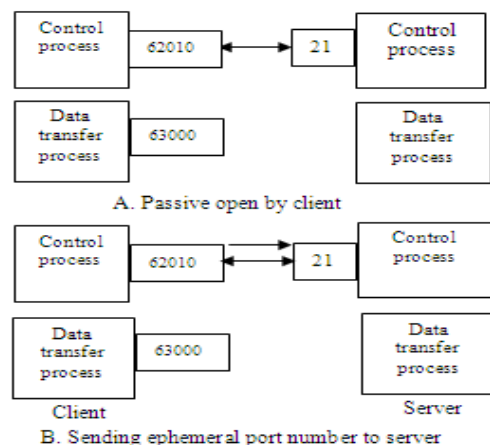 Control process
62010
21
Control process
Data transfer process
63000
Data transfer process
A. Passive open by client
Control process
62010
21
Control process
Data transfer process
63000
Data transfer process
Client
Server
B. Sending ephemeral port number to server